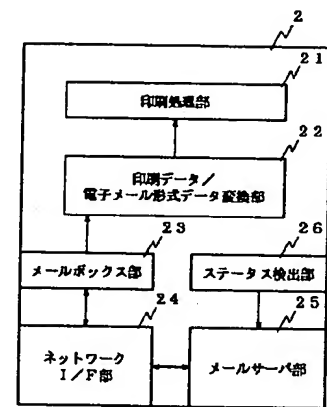 2
21
印刷処理部
22
印刷データ／
電子メール形式データ変換部
23
メールボックス部
26
ステータス検出部
24
ネットワーク
I／F部
25
メールサーバ部